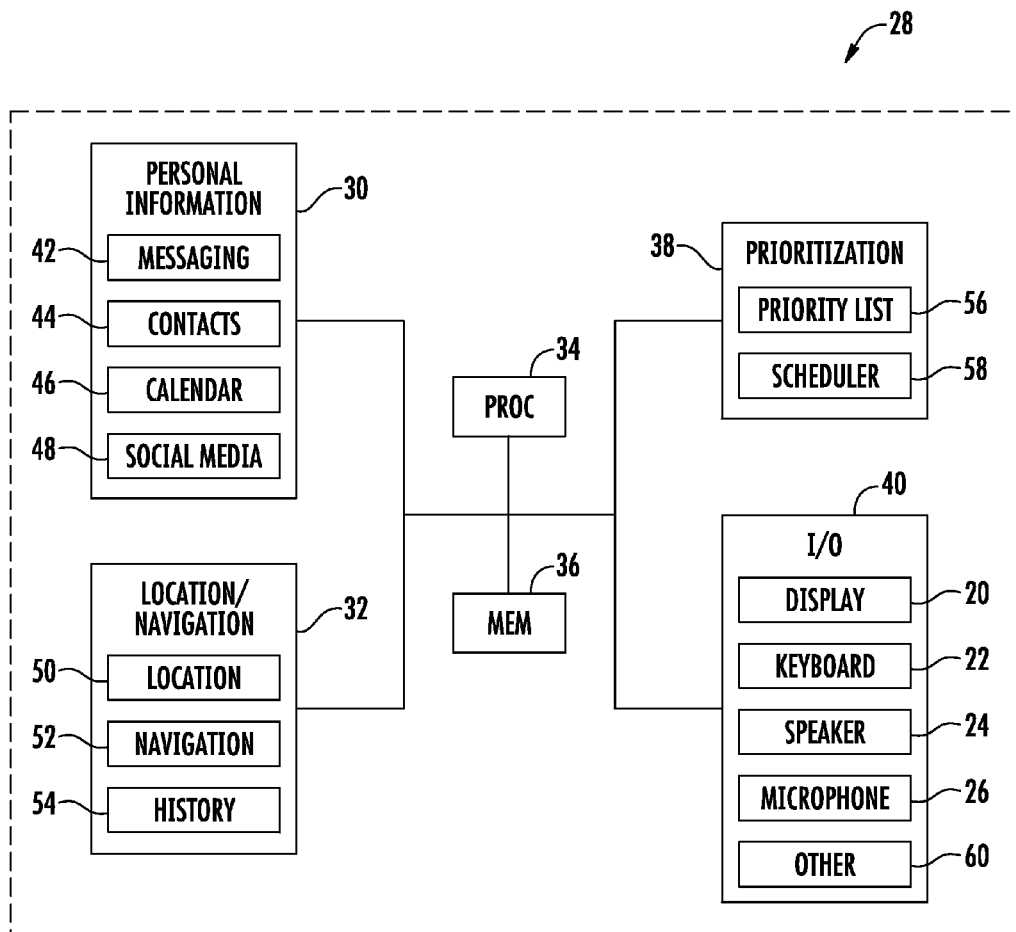 28
PERSONAL
INFORMATION
30
42
MESSAGING
44
CONTACTS
46
CALENDAR
48
SOCIAL MEDIA
LOCATION/
NAVIGATION
32
50
LOCATION
52
NAVIGATION
54
HISTORY
34
PROC
36
MEM
38
PRIORITIZATION
PRIORITY LIST
56
SCHEDULER
58
40
I/O
DISPLAY
20
KEYBOARD
22
SPEAKER
24
MICROPHONE
26
OTHER
60